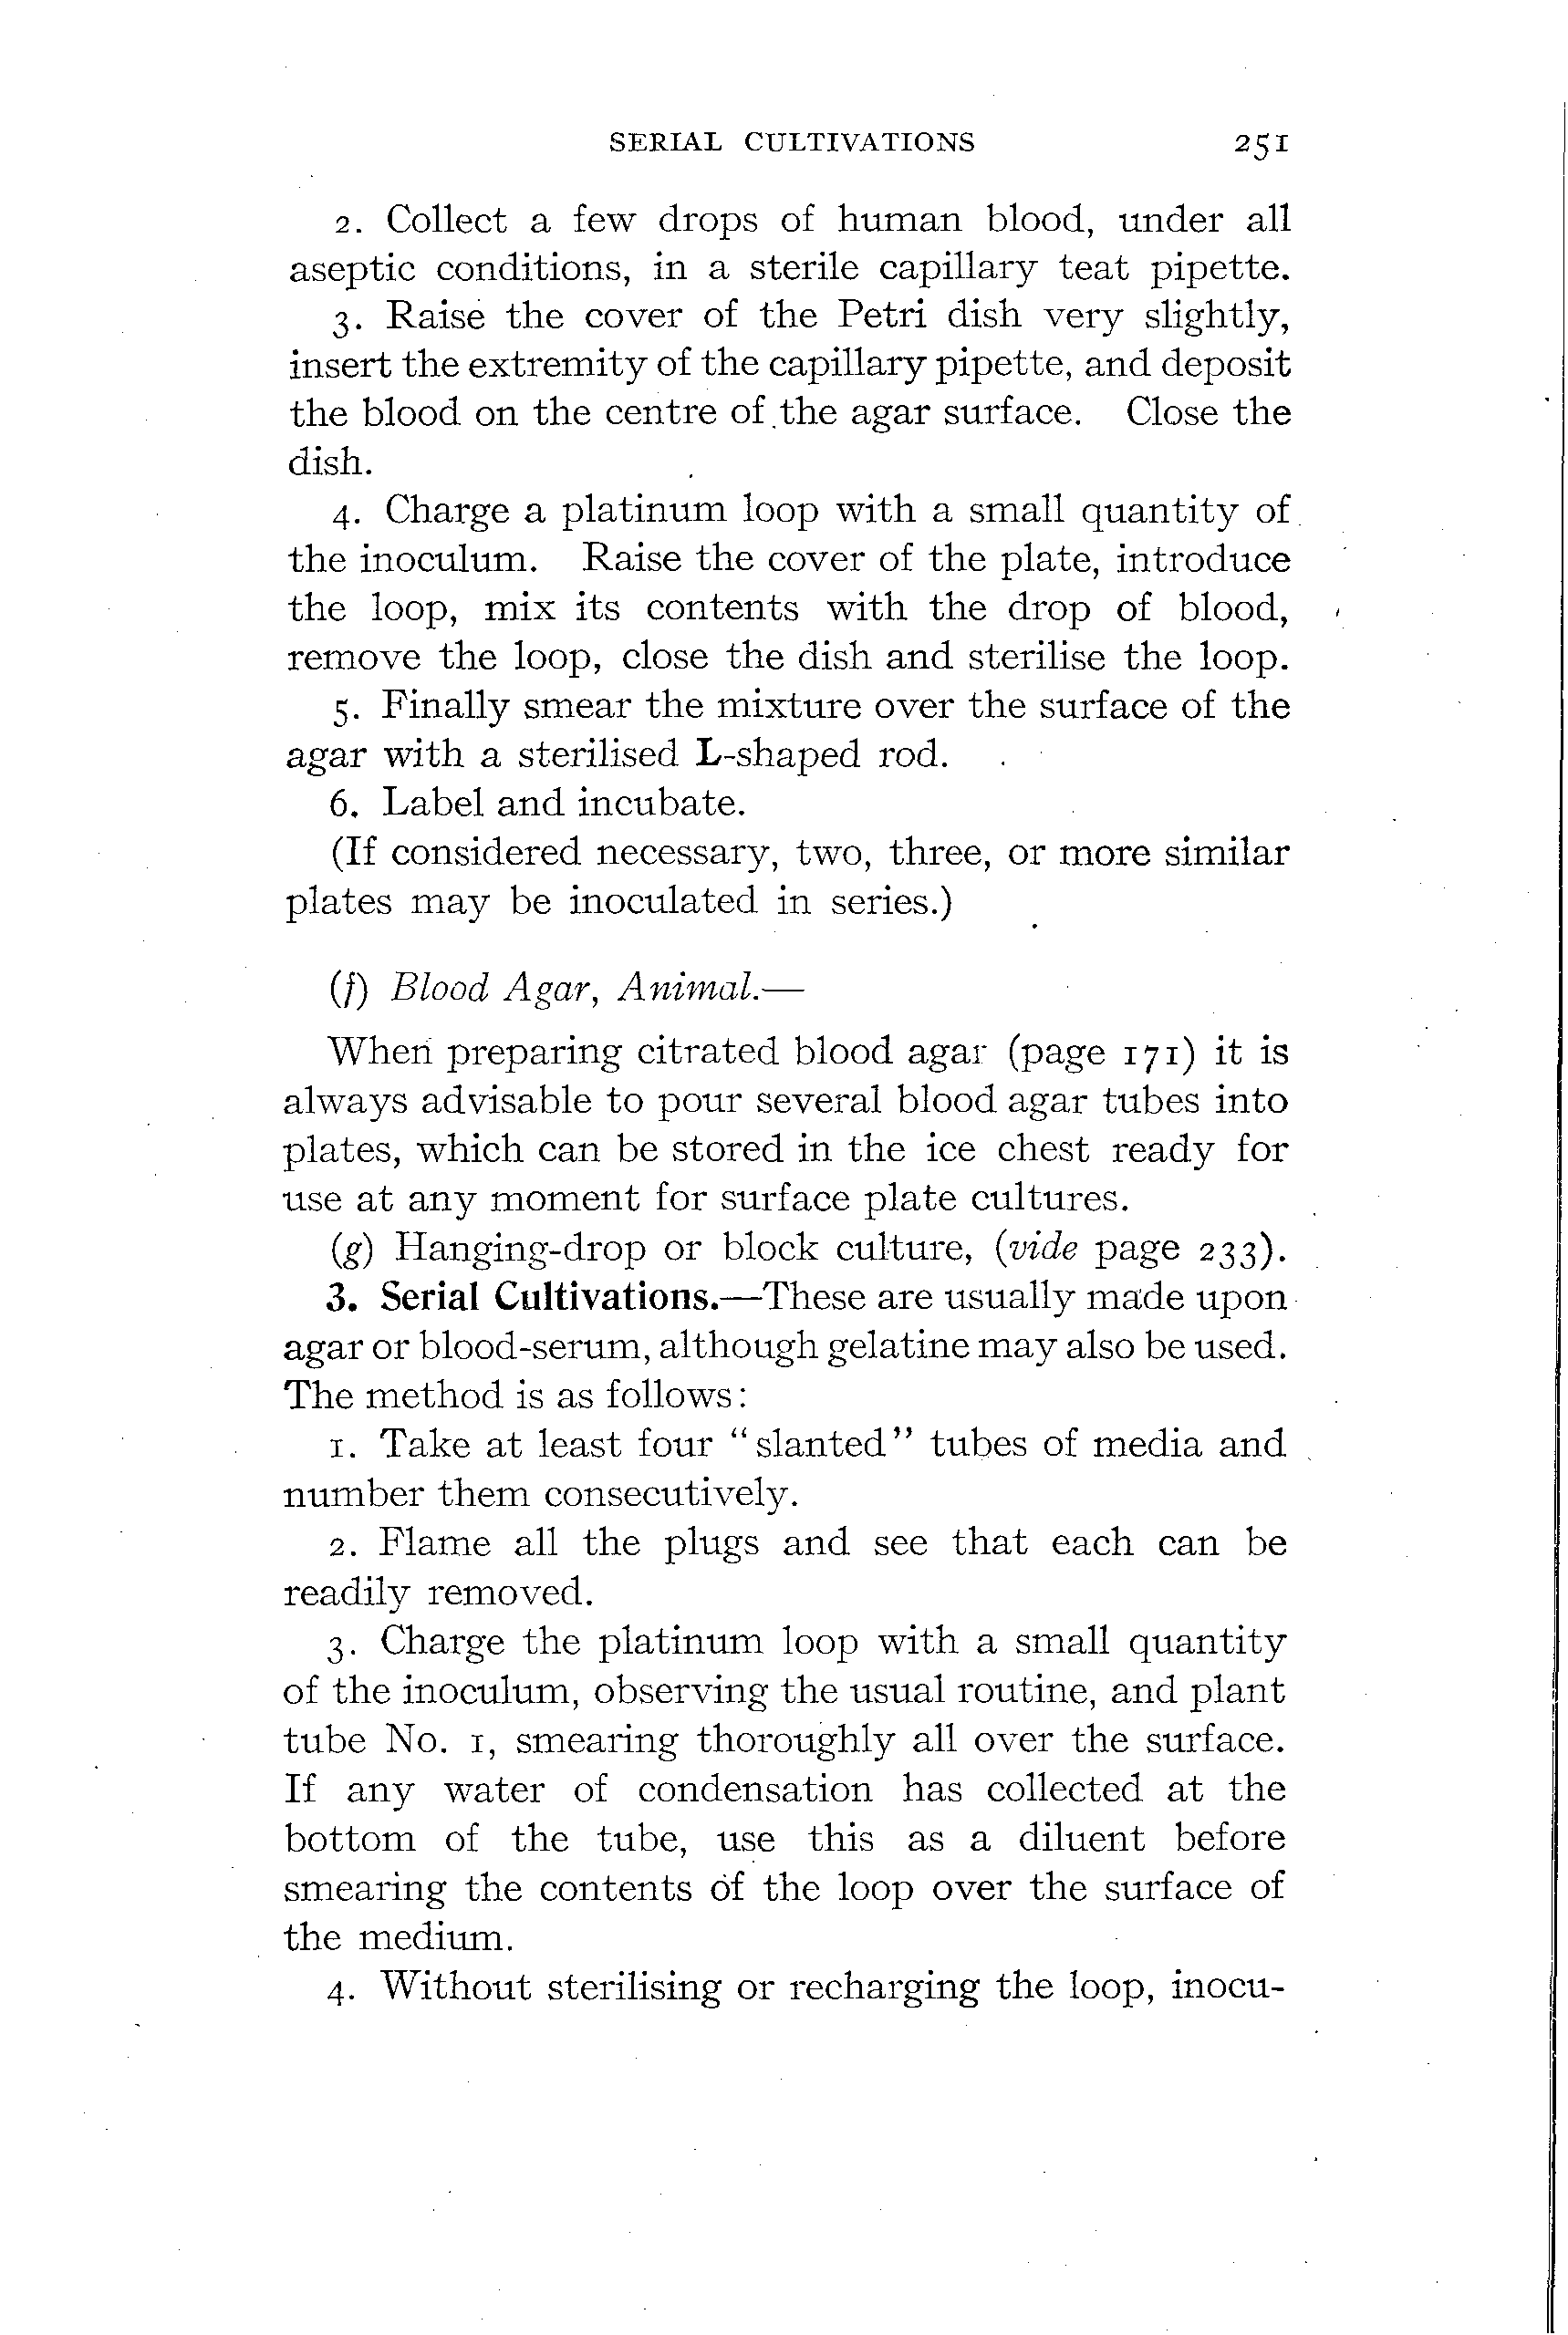 SERIAL CULTIVATIONS 251
2. Collect a few drops of human blood, under all
aseptic conditions, in a sterile capillary teat pipette.
3. Raise the cover of the Petri dish very slightly,
insert the extremity of the capillary pipette, and deposit
the blood on the centre of the agar surface. Close the
dish.
4. Charge a platinum loop with a small quantity of
the inoculum. Raise the cover of the plate, introduce
the loop, mix its contents with the drop of blood,
remove the loop, close the dish and sterilise the loop.
5. Finally smear the mixture over the surface of the
agar with a sterilised L-shaped rod.
6. Label and incubate.
(If considered necessary, two, three, or more similar
plates may be inoculated in series.)
(f) Blood Agar, Animal.—
When preparing citrated blood agar (page 171) it is
always advisable to pour several blood agar tubes into
plates, which can be stored in the ice chest ready for
use at any moment for surface plate cultures.
(g) Hanging-drop or block culture, (vide page 233).
3. Serial Cultivations.—These are usually made upon
agar or blood-serum, although gelatine may also be used.
The method is as follows:
1. Take at least four "slanted" tubes of media and
number them consecutively.
2. Flame all the plugs and see that each can be
readily removed.
3. Charge the platinum loop with a small quantity
of the inoculum, observing the usual routine, and plant
tube No. 1, smearing thoroughly all over the surface.
If any water of condensation has collected at the
bottom of the tube, use this as a diluent before
smearing the contents of the loop over the surface of
the medium.
4. Without sterilising or recharging the loop, inocu-